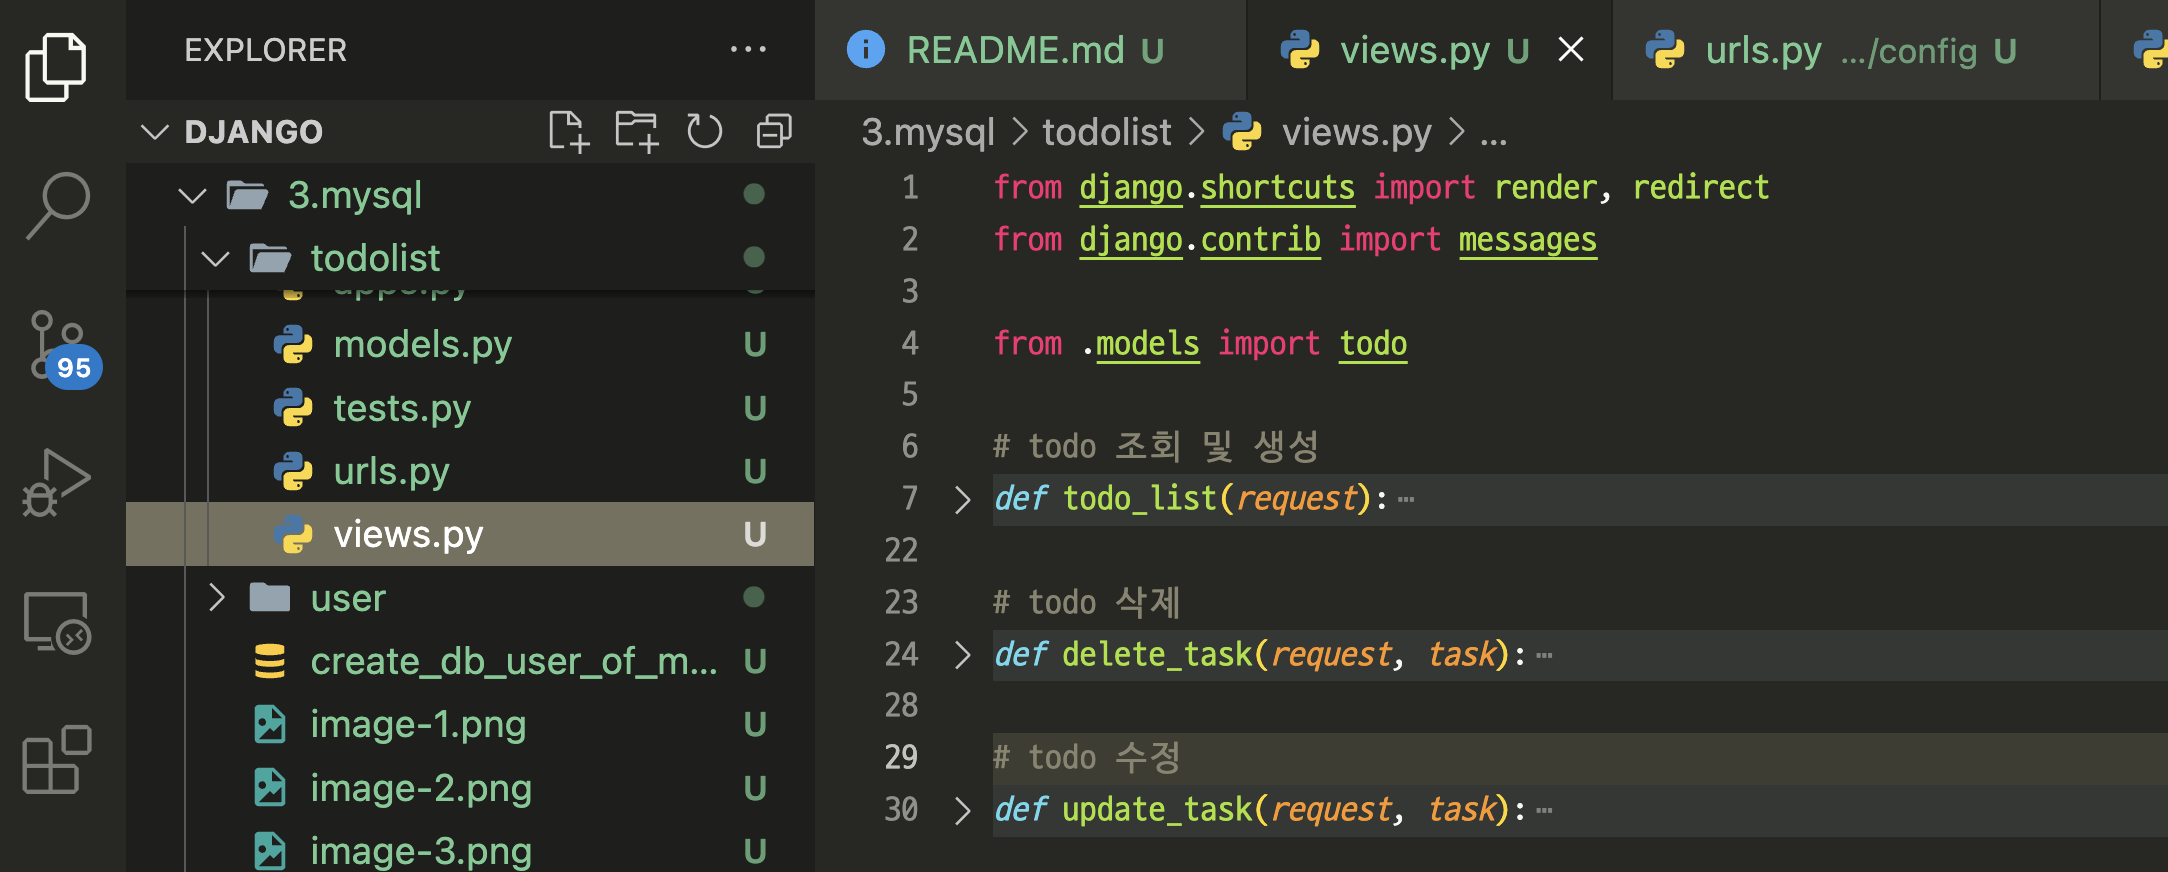 EXPLORER
DJANGO
3.mysql
todolist
apps.py
models.py U
tests.py U
urls.py U
views.py U
user
create_db_user_of_m... U
image-1.png U
image-2.png U
image-3.png U
95
README.md U
views.py U
urls.py .../config U
3.mysql > todolist > views.py > ...
1 from django.shortcuts import render, redirect
2 from django.contrib import messages
3
4 from .models import todo
5
6 # todo 조회 및 생성
7 def todo_list(request):⋯
22
23 # todo 삭제
24 def delete_task(request, task):⋯
28
29 # todo 수정
30 def update_task(request, task):⋯